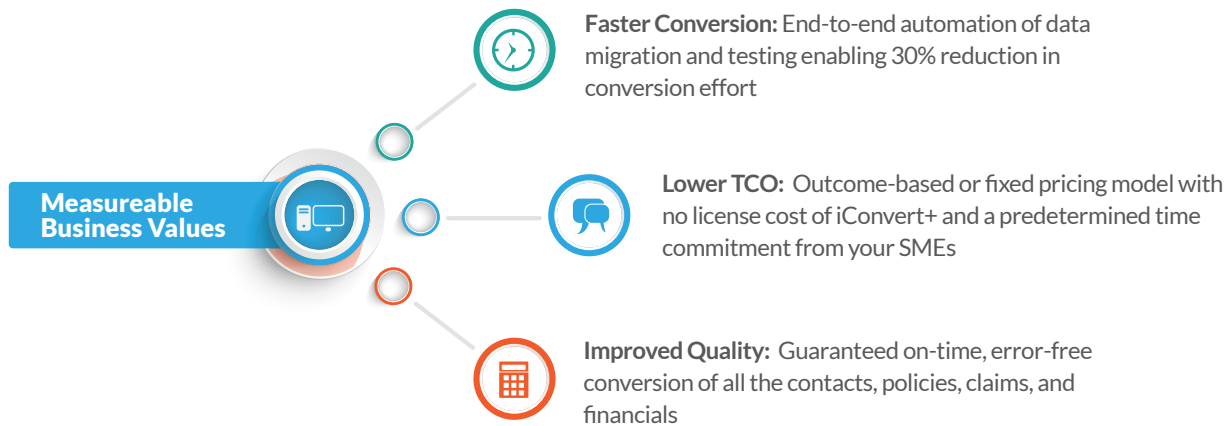 Faster Conversion: End-to-end automation of data
migration and testing enabling 30% reduction in
conversion effort
Measureable
Business Values
Lower TCO: Outcome-based or fixed pricing model with
no license cost of iConvert+ and a predetermined time
commitment from your SMEs
Improved Quality: Guaranteed on-time, error-free
conversion of all the contacts, policies, claims, and
financials